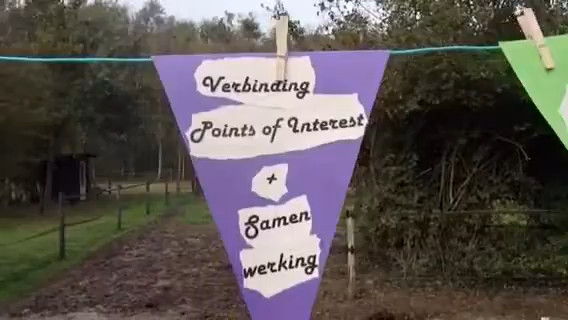 Verbinding
Points of Interest
+
Samen
werking